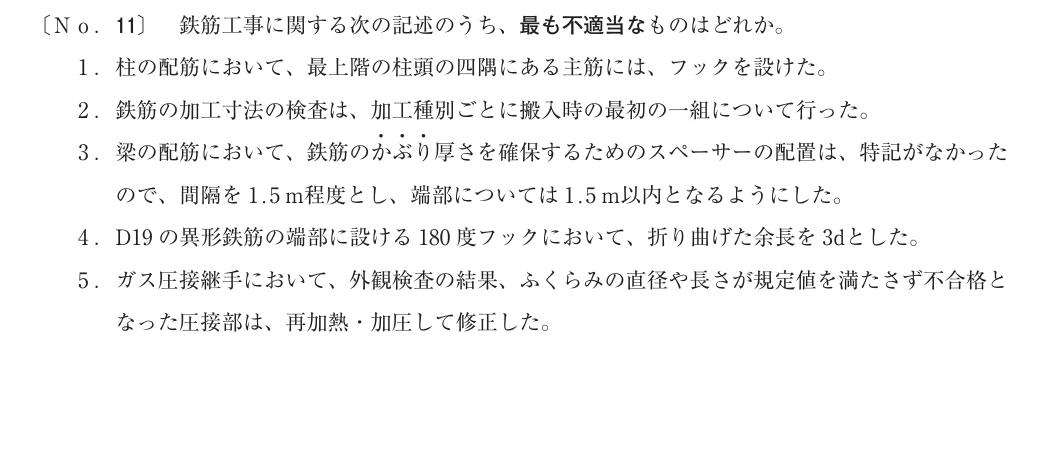 〔Ｎｏ. 11〕　鉄筋工事に関する次の記述のうち、最も不適当なものはどれか。
１. 柱の配筋において、最上階の柱頭の四隅にある主筋には、フックを設けた。
２. 鉄筋の加工寸法の検査は、加工種別ごとに搬入時の最初の一組について行った。
３. 梁の配筋において、鉄筋のかぶり厚さを確保するためのスペーサーの配置は、特記がなかった
ので、間隔を 1.5 m程度とし、端部については 1.5 m以内となるようにした。
４. D19 の異形鉄筋の端部に設ける 180 度フックにおいて、折り曲げた余長を 3dとした。
５. ガス圧接継手において、外観検査の結果、ふくらみの直径や長さが規定値を満たさず不合格と
なった圧接部は、再加熱・加圧して修正した。